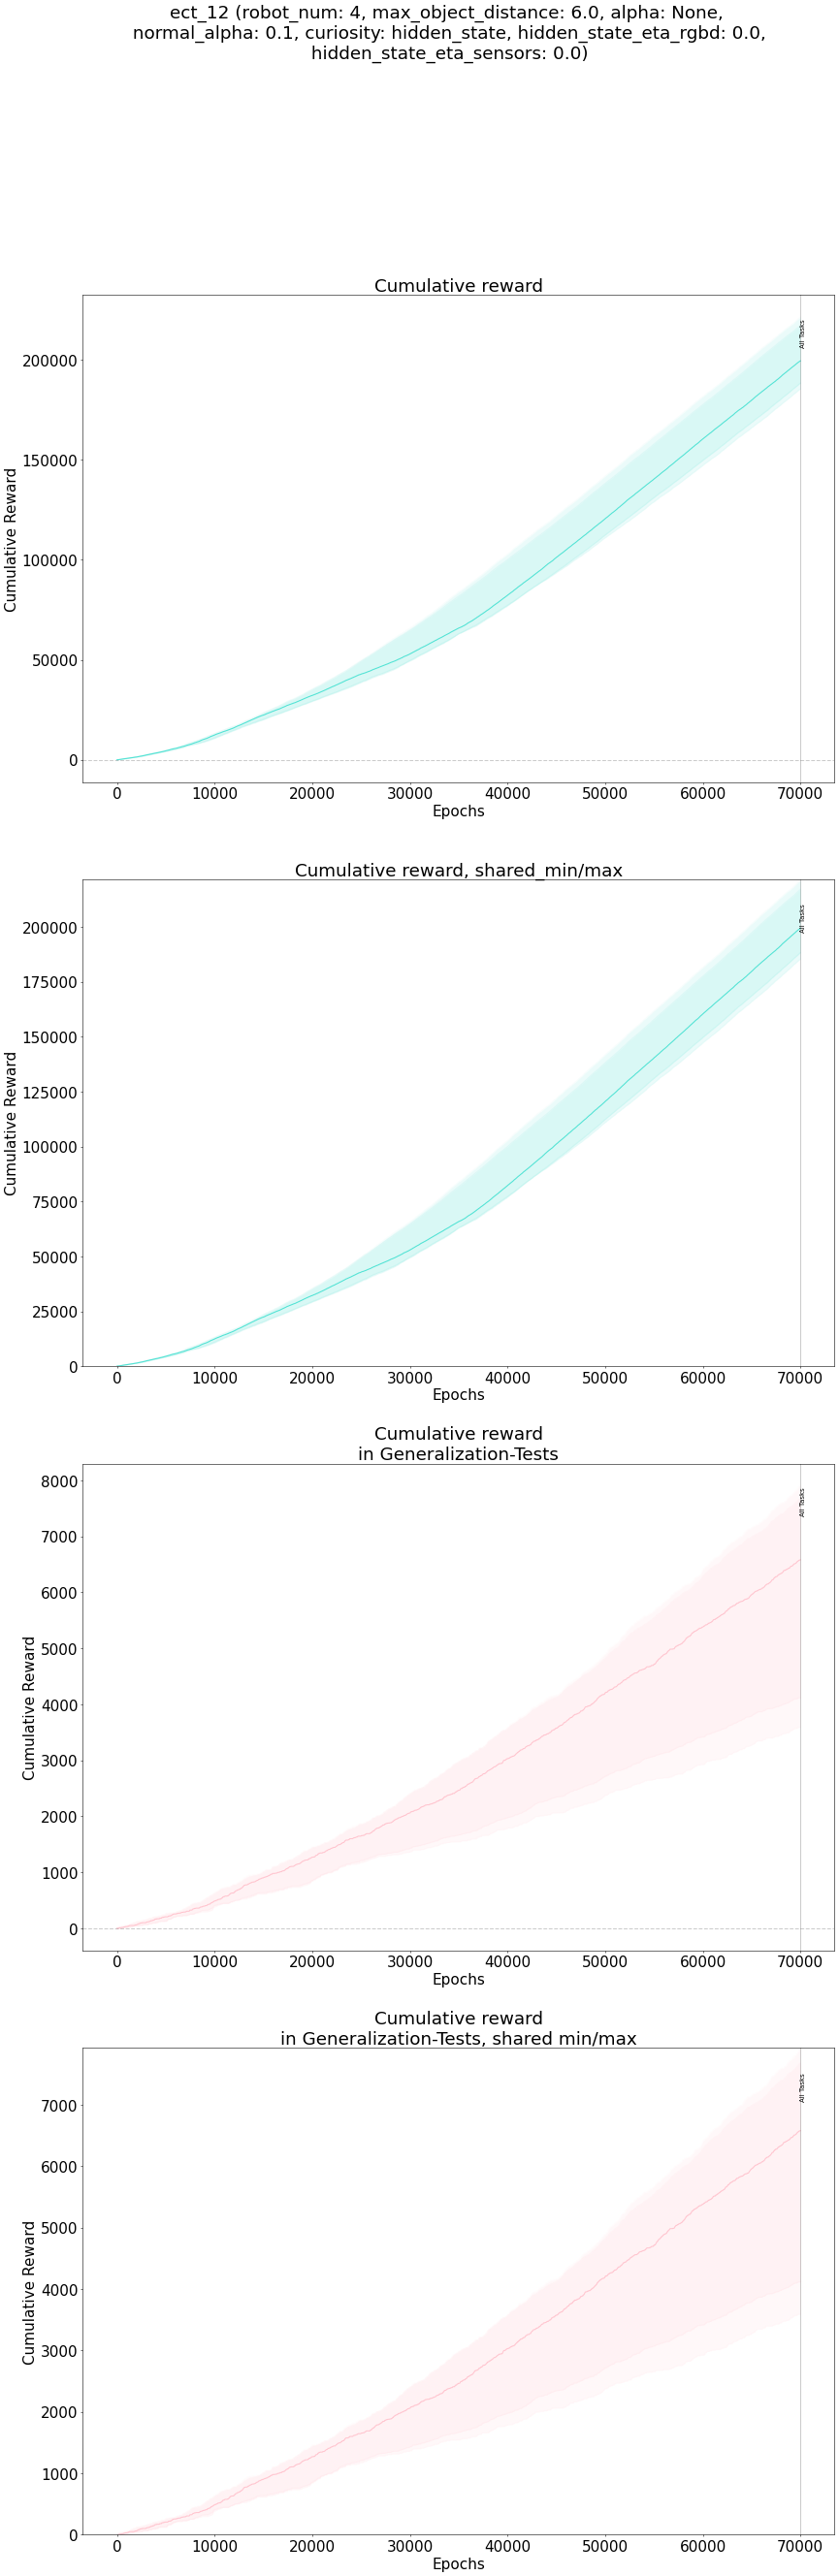 ect_12 (robot_num: 4, max_object_distance: 6.0, alpha: None,
normal_alpha: 0.1, curiosity: hidden_state, hidden_state_eta_rgbd: 0.0,
hidden_state_eta_sensors: 0.0)
Cumulative reward
All Tasks
200000
150000
100000
50000
0
Cumulative Reward
0 10000 20000 30000 40000 50000 60000 70000
Epochs
Cumulative reward, shared_min/max
All Tasks
200000
175000
150000
125000
100000
75000
50000
25000
0
Cumulative Reward
0 10000 20000 30000 40000 50000 60000 70000
Epochs
Cumulative reward
in Generalization-Tests
All Tasks
8000
7000
6000
5000
4000
3000
2000
1000
0
Cumulative Reward
0 10000 20000 30000 40000 50000 60000 70000
Epochs
Cumulative reward
in Generalization-Tests, shared min/max
All Tasks
7000
6000
5000
4000
3000
2000
1000
0
Cumulative Reward
0 10000 20000 30000 40000 50000 60000 70000
Epochs